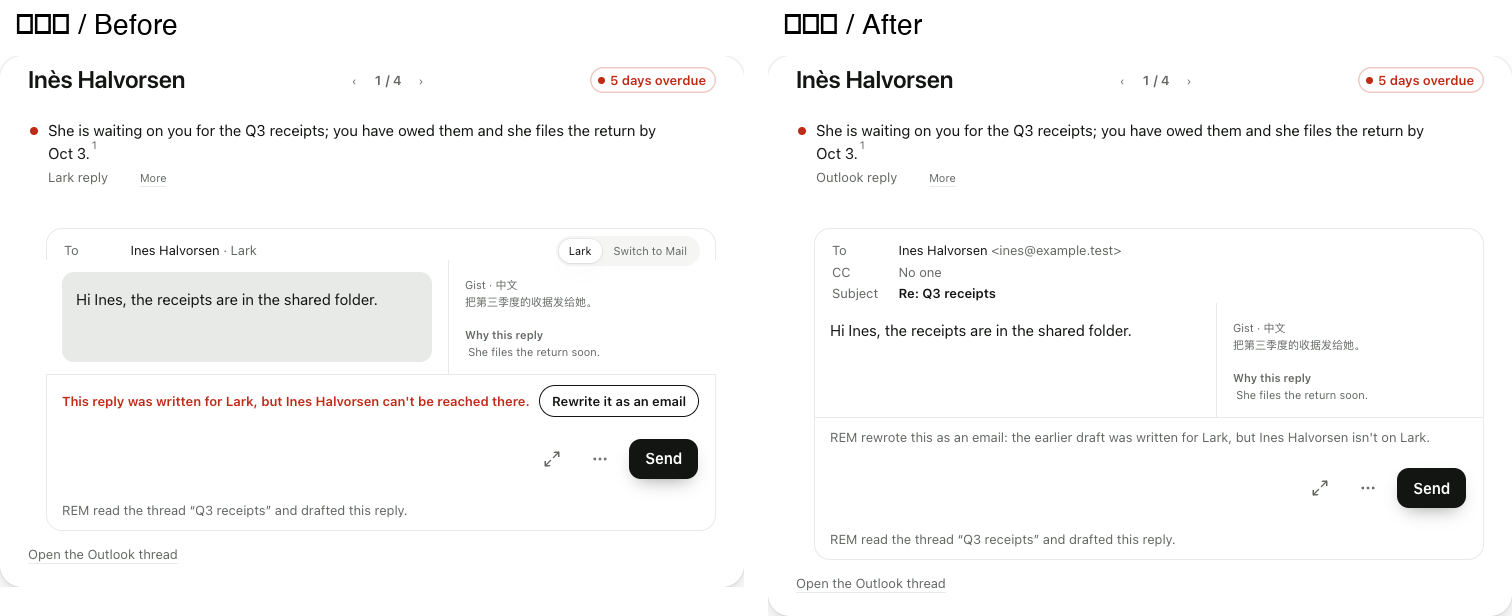 / Before
Inès Halvorsen
‹ 1 / 4 ›
5 days overdue
She is waiting on you for the Q3 receipts; you have owed them and she files the return by
Oct 3. 1
Lark reply
More
To
Ines Halvorsen · Lark
Lark
Switch to Mail
Hi Ines, the receipts are in the shared folder.
Gist · 中文
把第三季度的收据发给她。
Why this reply
She files the return soon.
This reply was written for Lark, but Ines Halvorsen can't be reached there.
Rewrite it as an email
Send
REM read the thread “Q3 receipts” and drafted this reply.
Open the Outlook thread
/ After
Inès Halvorsen
‹ 1 / 4 ›
5 days overdue
She is waiting on you for the Q3 receipts; you have owed them and she files the return by
Oct 3. 1
Outlook reply
More
To
Ines Halvorsen <ines@example.test>
CC
No one
Subject
Re: Q3 receipts
Hi Ines, the receipts are in the shared folder.
Gist · 中文
把第三季度的收据发给她。
Why this reply
She files the return soon.
REM rewrote this as an email: the earlier draft was written for Lark, but Ines Halvorsen isn't on Lark.
Send
REM read the thread “Q3 receipts” and drafted this reply.
Open the Outlook thread